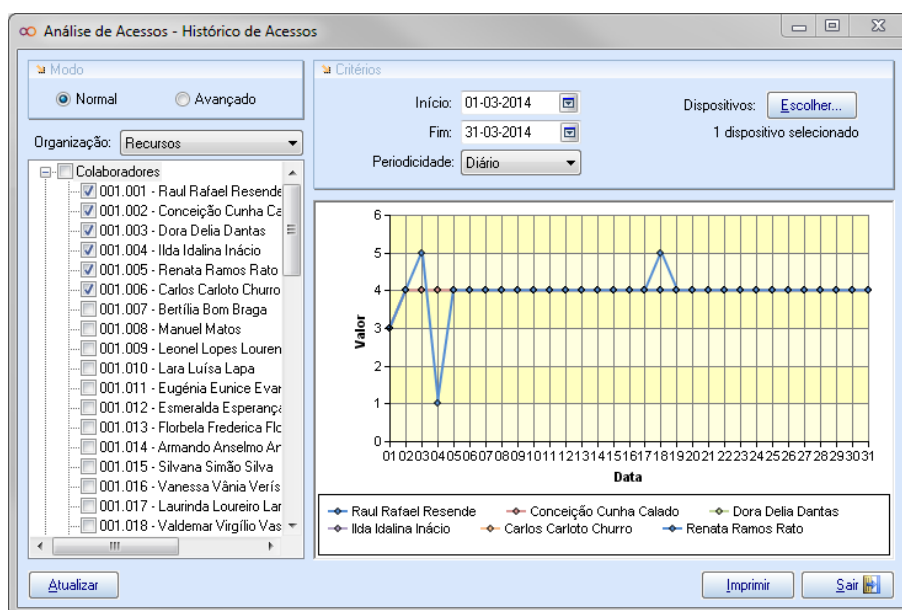 Análise de Acessos - Histórico de Acessos
Modo
Normal
Avançado
Organização: Recursos
Colaboradores
001.001 - Raul Rafael Resende
001.002 - Conceição Cunha Ca
001.003 - Dora Delia Dantas
001.004 - Ilda Idalina Inácio
001.005 - Renata Ramos Rato
001.006 - Carlos Carloto Churro
001.007 - Bertília Bom Braga
001.008 - Manuel Matos
001.009 - Leonel Lopes Louren
001.010 - Lara Luísa Lapa
001.011 - Eugénia Eunice Evar
001.012 - Esmeralda Esperança
001.013 - Florbela Frederica Flc
001.014 - Armando Anselmo Ar
001.015 - Silvana Simão Silva
001.016 - Vanessa Vânia Verís
001.017 - Laurinda Loureiro Lar
001.018 - Valdemar Virgílio Vas
Critérios
Início: 01-03-2014
Fim: 31-03-2014
Periodicidade: Diário
Dispositivos: Escolher...
1 dispositivo selecionado
6
5
4
3
2
1
0
Valor
01 02 03 04 05 06 07 08 09 10 11 12 13 14 15 16 17 18 19 20 21 22 23 24 25 26 27 28 29 30 31
Data
Raul Rafael Resende Conceição Cunha Calado Dora Delia Dantas
Ilda Idalina Inácio Carlos Carloto Churro Renata Ramos Rato
Atualizar
Imprimir
Sair